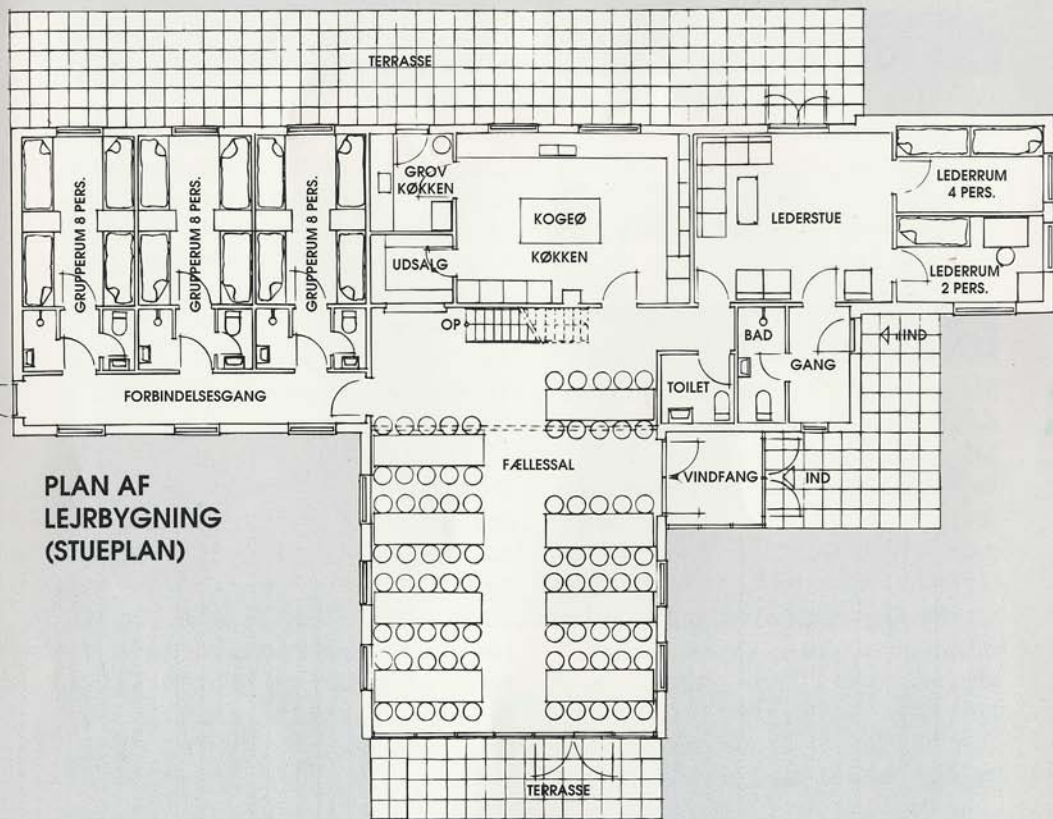 TERRASSE
GRUPPERUM 8 PERS.
GRUPPERUM 8 PERS.
GRUPPERUM 8 PERS.
GROV
KØKKEN
UDSALG
KOGEØ
KØKKEN
LEDERSTUE
LEDERRUM
4 PERS.
LEDERRUM
2 PERS.
OP
BAD
GANG
IND
TOILET
FORBINDELSESGANG
FÆLLESSAL
VINDFANG
IND
PLAN AF
LEJRBYGNING
(STUEPLAN)
TERRASSE